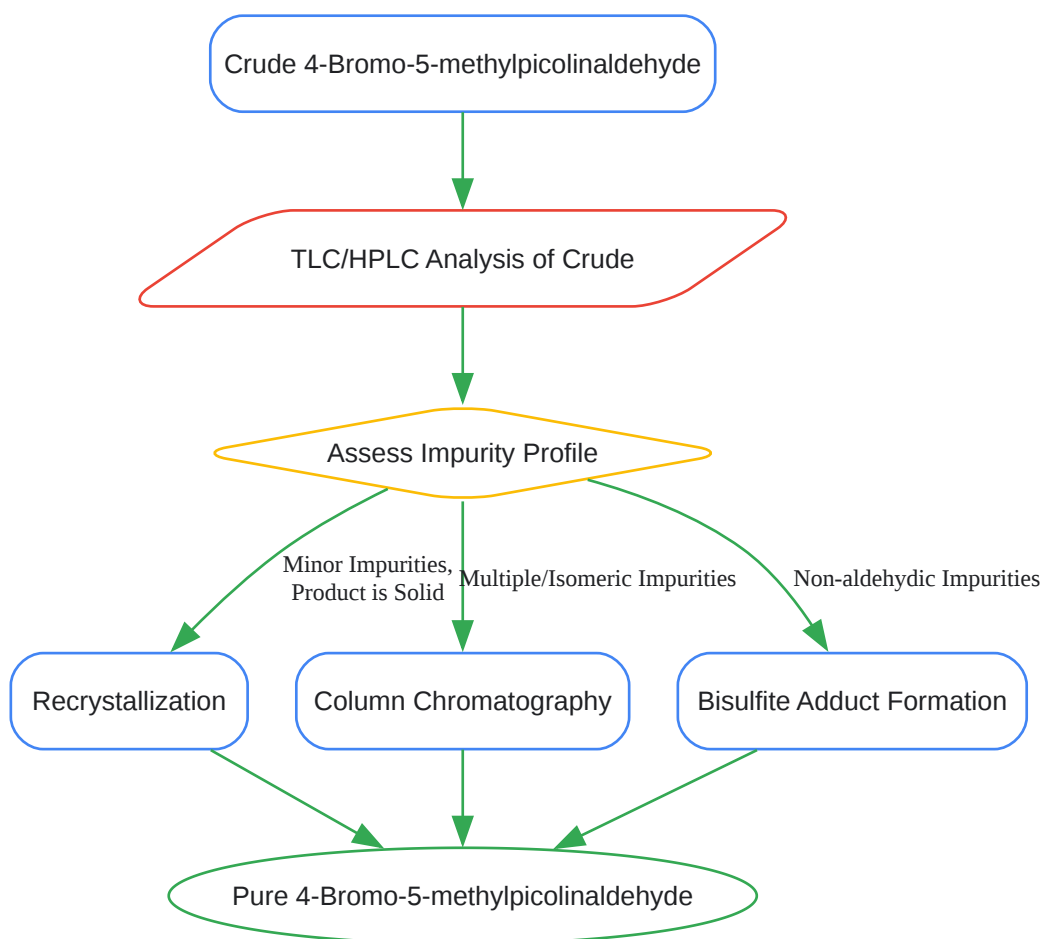 Crude 4-Bromo-5-methylpicolinaldehyde
TLC/HPLC Analysis of Crude
Assess Impurity Profile
Minor Impurities,
Product is Solid
Multiple/Isomeric Impurities
Non-aldehydic Impurities
Recrystallization
Column Chromatography
Bisulfite Adduct Formation
Pure 4-Bromo-5-methylpicolinaldehyde